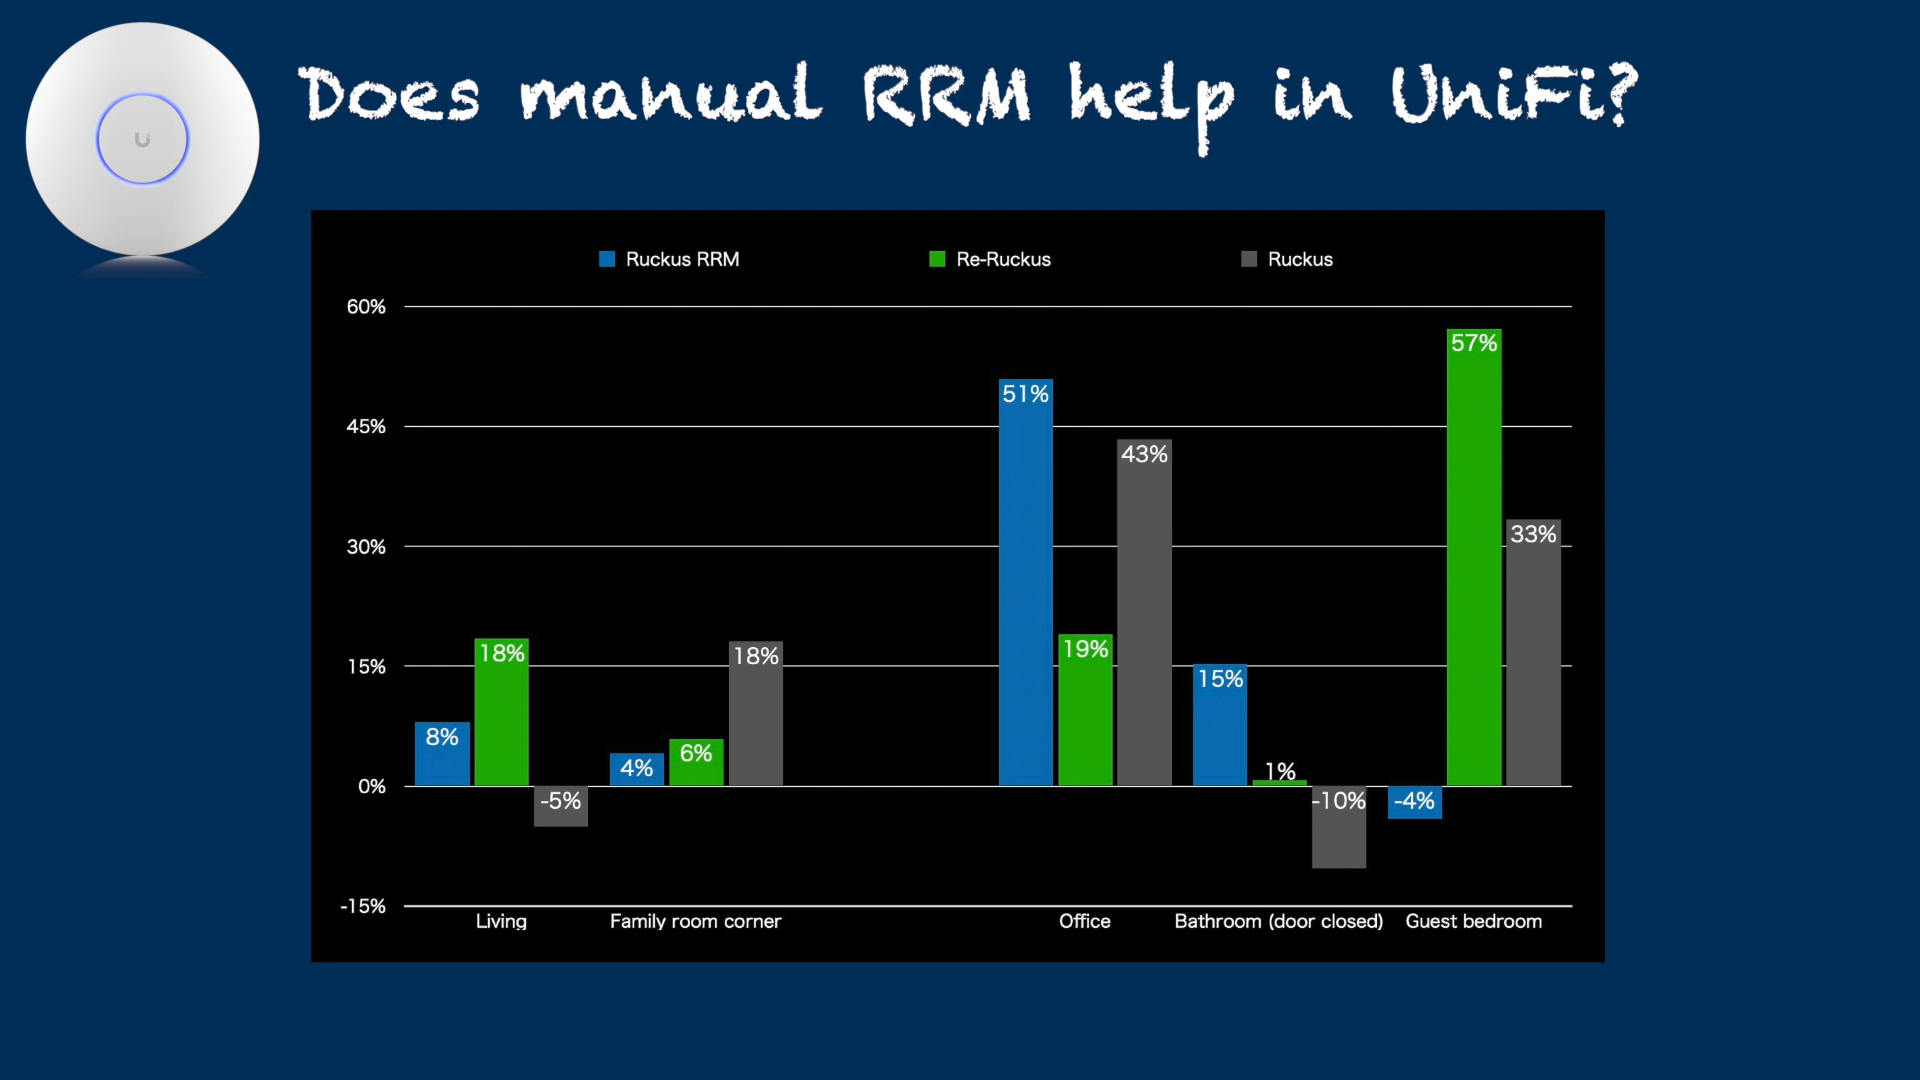 Does manual RRM help in UniFi?
Ruckus RRM
Re-Ruckus
Ruckus
60%
45%
30%
15%
0%
-15%
8%
18%
-5%
4%
6%
18%
51%
19%
43%
15%
1%
-10%
-4%
57%
33%
Living
Family room corner
Office
Bathroom (door closed)
Guest bedroom